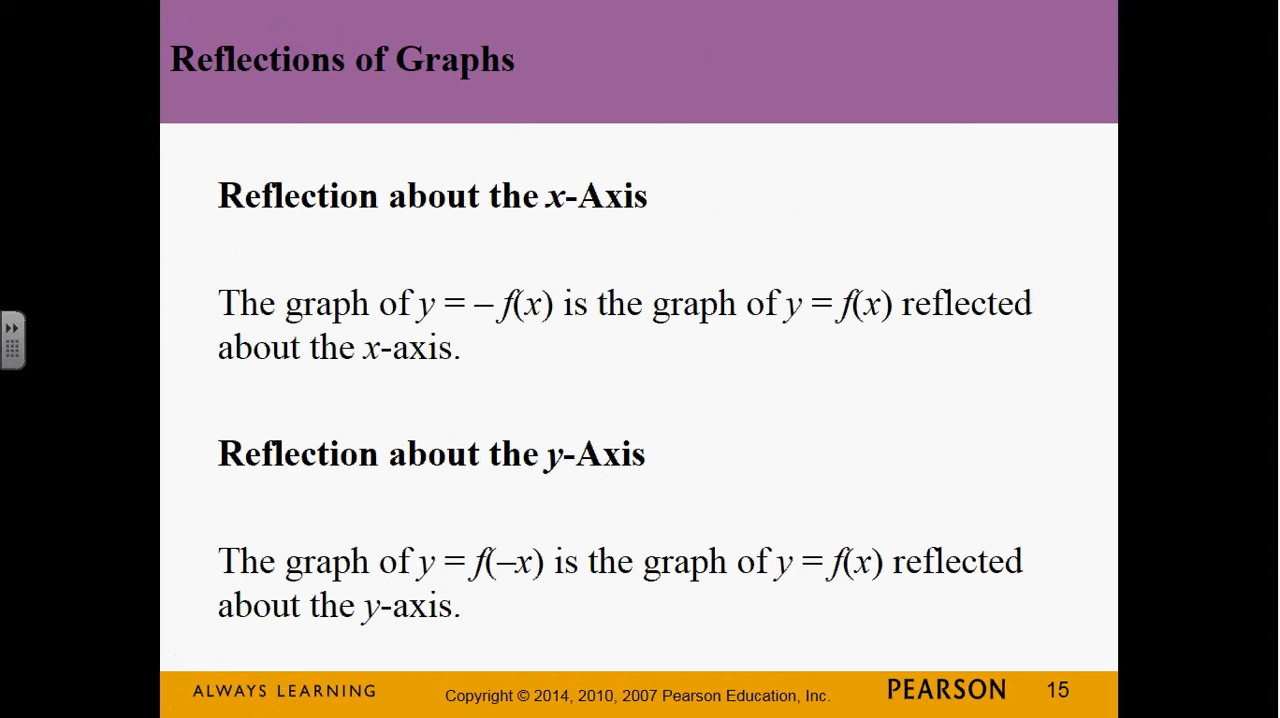 Reflections of Graphs
Reflection about the x-Axis
The graph of y = – f(x) is the graph of y = f(x) reflected
about the x-axis.
Reflection about the y-Axis
The graph of y = f(–x) is the graph of y = f(x) reflected
about the y-axis.
ALWAYS LEARNING Copyright © 2014, 2010, 2007 Pearson Education, Inc. PEARSON 15